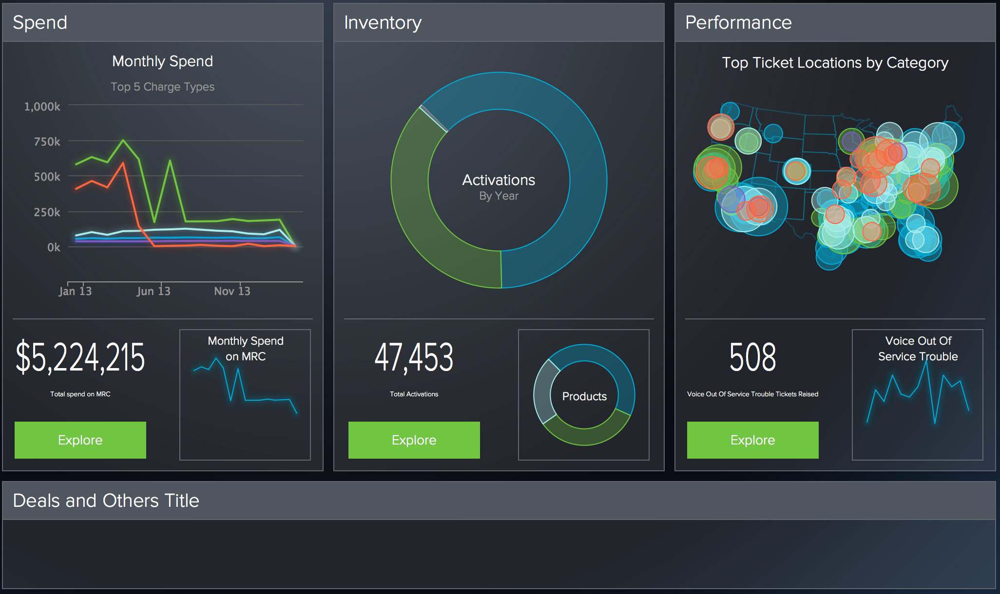 Spend
Monthly Spend
Top 5 Charge Types
1,000k
750k
500k
250k
0k
Jan 13
Jun 13
Nov 13
$5,224,215
Total spend on MRC
Explore
Monthly Spend
on MRC
Inventory
Activations
By Year
47,453
Total Activations
Explore
Products
Performance
Top Ticket Locations by Category
508
Voice Out Of Service Trouble Tickets Raised
Explore
Voice Out Of
Service Trouble
Deals and Others Title